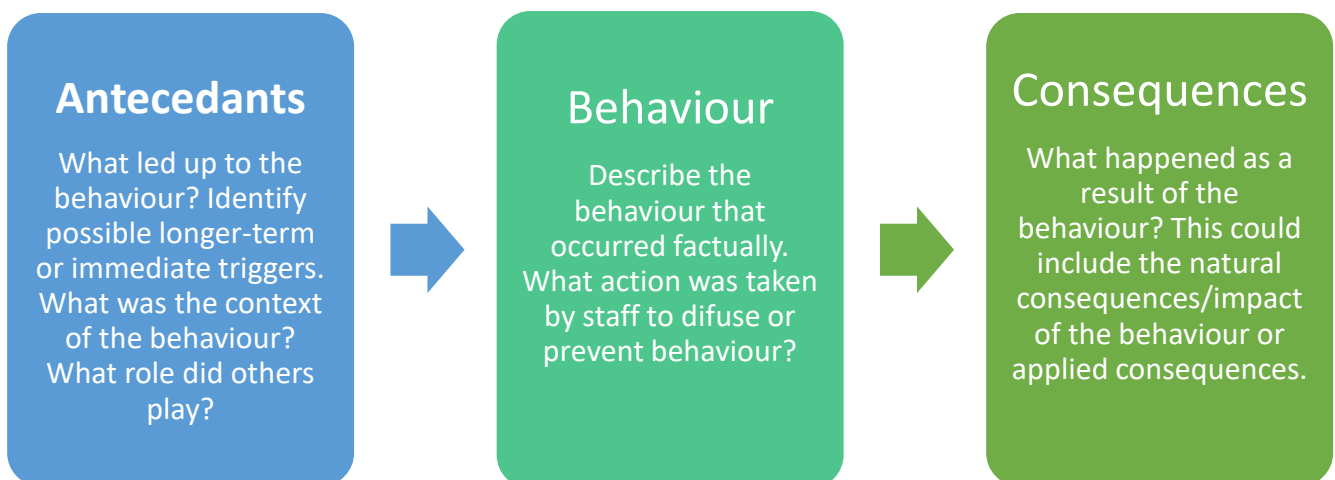 Antecedants
What led up to the
behaviour? Identify
possible longer-term
or immediate triggers.
What was the context
of the behaviour?
What role did others
play?
Behaviour
Describe the
behaviour that
occurred factually.
What action was taken
by staff to difuse or
prevent behaviour?
Consequences
What happened as a
result of the
behaviour? This could
include the natural
consequences/impact
of the behaviour or
applied consequences.